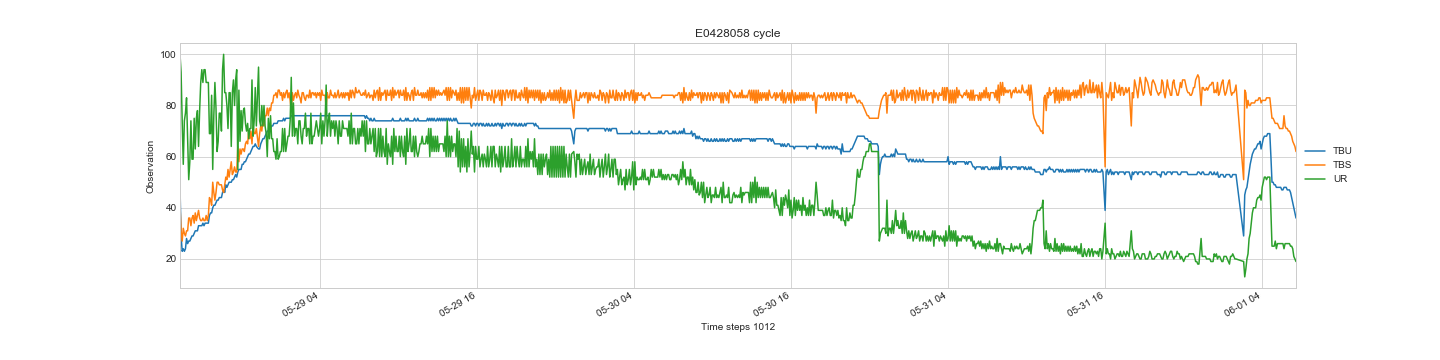 E0428058 cycle
Observation
100
80
60
40
20
TBU
TBS
UR
05-29 04
05-29 16
05-30 04
05-30 16
05-31 04
05-31 16
06-01 04
Time steps 1012